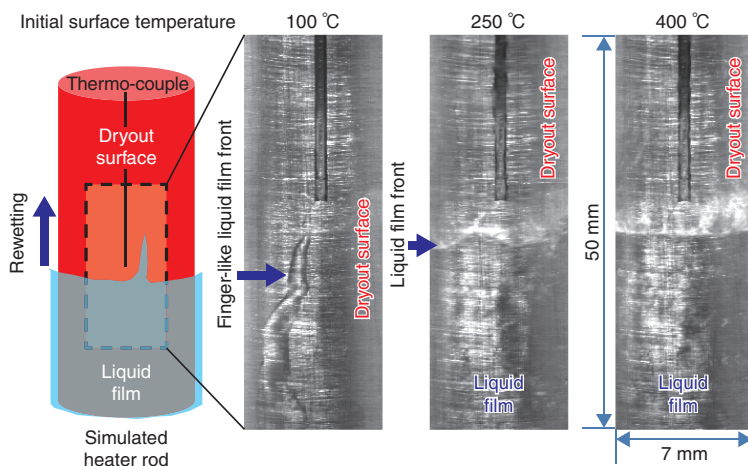 Initial surface temperature
100 ℃
250 ℃
400 ℃
Thermo-couple
Dryout
surface
Rewetting
Liquid
film
Simulated
heater rod
Finger-like liquid film front
Dryout surface
Liquid film front
Dryout surface
Liquid
film
Dryout surface
Liquid
film
50 mm
7 mm